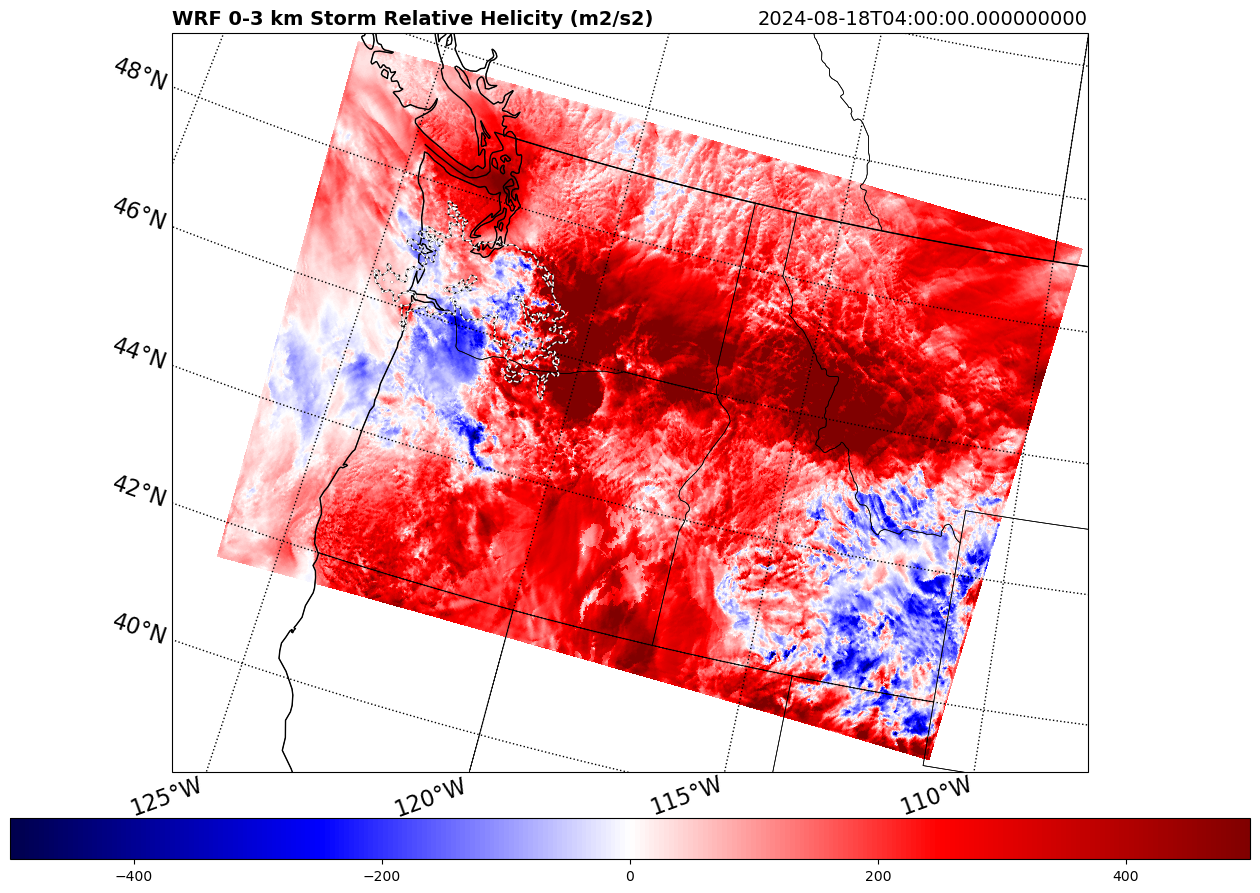 WRF 0-3 km Storm Relative Helicity (m2/s2) 2024-08-18T04:00:00.000000000
48°N
46°N
44°N
42°N
40°N
125°W 120°W 115°W 110°W
−400 −200 0 200 400